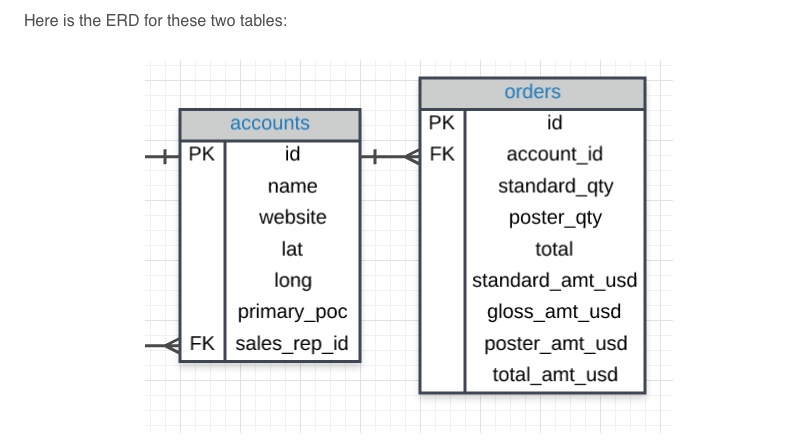 Here is the ERD for these two tables:
accounts
PK id
name
website
lat
long
primary_poc
FK sales_rep_id
orders
PK id
FK account_id
standard_qty
poster_qty
total
standard_amt_usd
gloss_amt_usd
poster_amt_usd
total_amt_usd